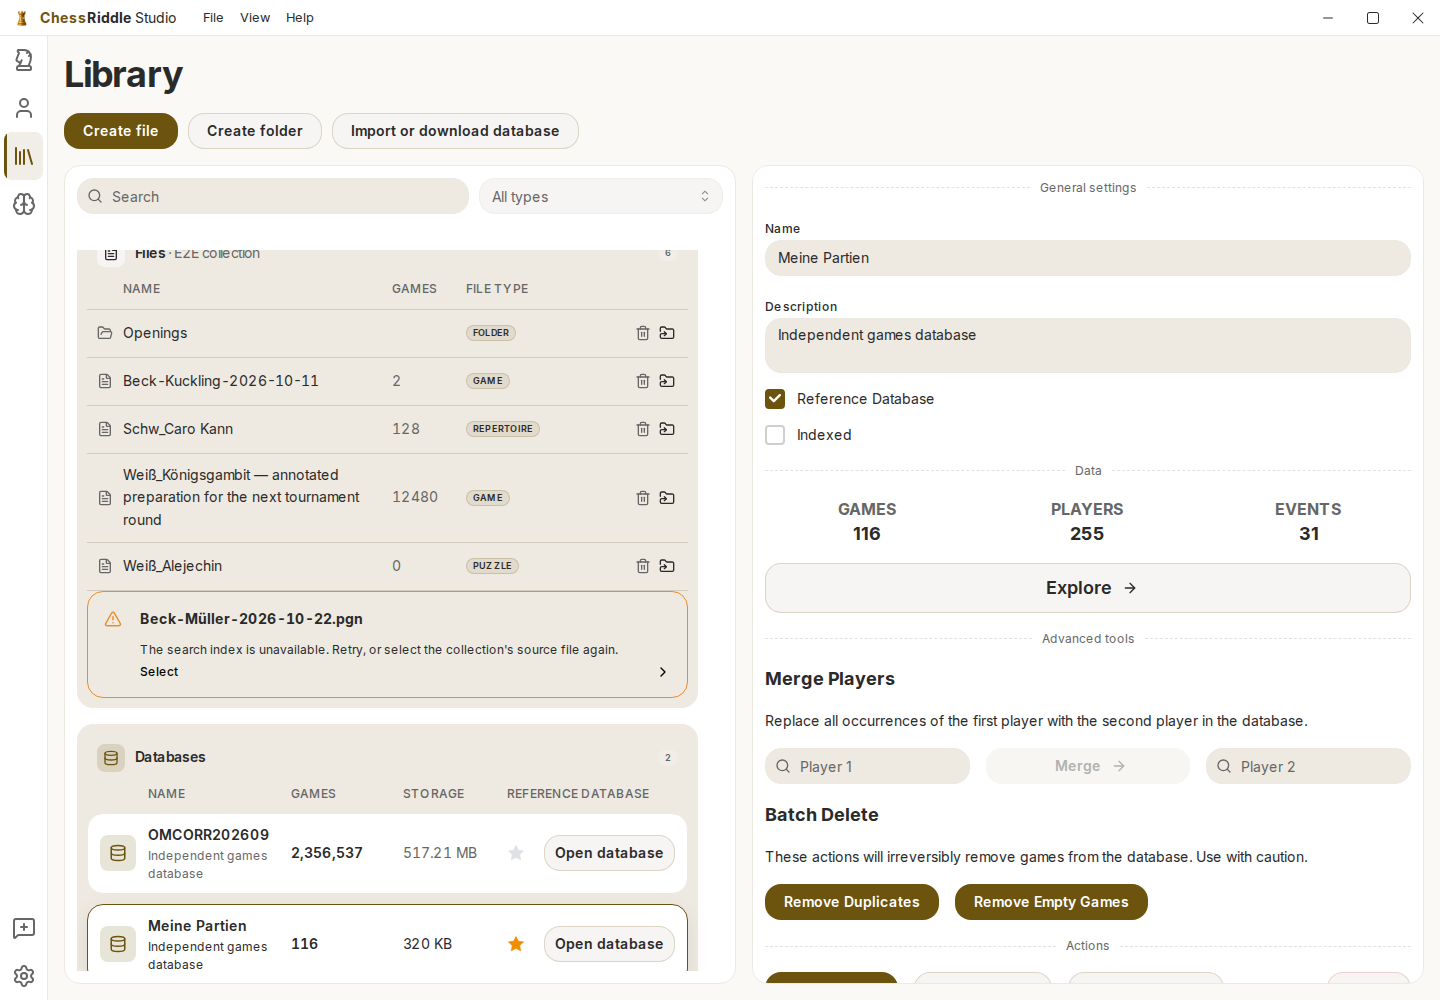 ChessRiddle Studio File View Help
Library
Create file Create folder Import or download database
Search All types
Files · E2E collection 6
NAME GAMES FILE TYPE
Openings FOLDER
Beck-Kuckling-2026-10-11 2 GAME
Schw_Caro Kann 128 REPERTOIRE
Weiß_Königsgambit — annotated
preparation for the next tournament
round
12480 GAME
Weiß_Alejechin 0 PUZZLE
Beck-Müller-2026-10-22.pgn
The search index is unavailable. Retry, or select the collection's source file again.
Select
Databases 2
NAME GAMES STORAGE REFERENCE DATABASE
OMCORR202609
Independent games
database
2,356,537 517.21 MB Open database
Meine Partien
Independent games
database
116 320 KB Open database
General settings
Name
Meine Partien
Description
Independent games database
Reference Database
Indexed
Data
GAMES PLAYERS EVENTS
116 255 31
Explore
Advanced tools
Merge Players
Replace all occurrences of the first player with the second player in the database.
Player 1 Merge Player 2
Batch Delete
These actions will irreversibly remove games from the database. Use with caution.
Remove Duplicates Remove Empty Games
Actions